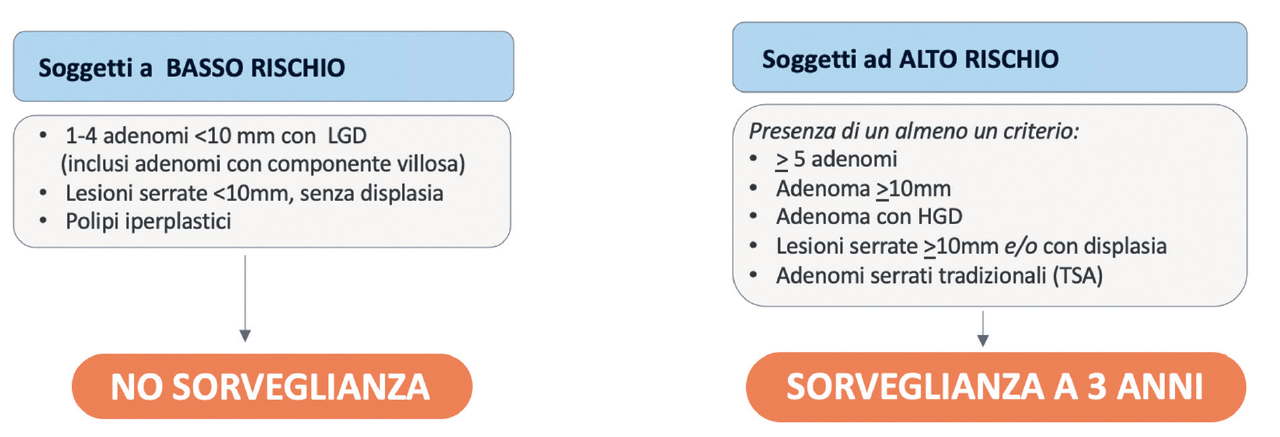 Soggetti a BASSO RISCHIO
• 1-4 adenomi <10 mm con LGD
(inclusi adenomi con componente villosa)
• Lesioni serrate <10mm, senza displasia
• Polipi iperplastici
NO SORVEGLIANZA
Soggetti ad ALTO RISCHIO
Presenza di un almeno un criterio:
• ≥ 5 adenomi
• Adenoma ≥10mm
• Adenoma con HGD
• Lesioni serrate ≥10mm e/o con displasia
• Adenomi serrati tradizionali (TSA)
SORVEGLIANZA A 3 ANNI